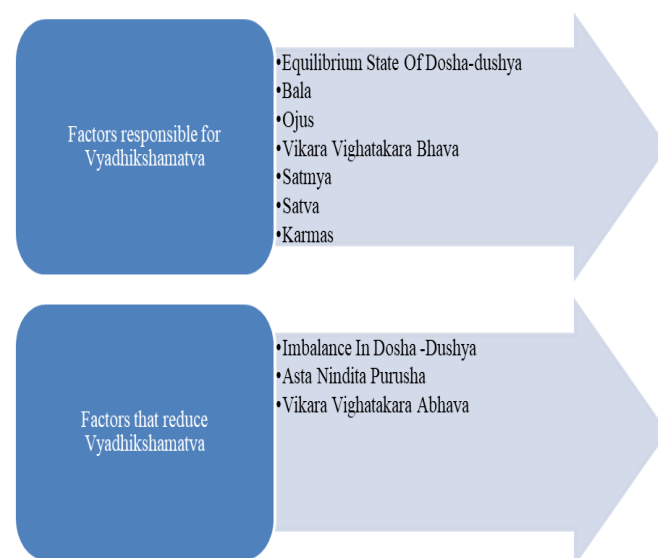 Factors responsible for
Vyadhikshamatva
•Equilibrium State Of Dosha-dushya
•Bala
•Ojus
•Vikara Vighatakara Bhava
•Satmya
•Satva
•Karmas
Factors that reduce
Vyadhikshamatva
•Imbalance In Dosha -Dushya
•Asta Nindita Purusha
•Vikara Vighatakara Abhava